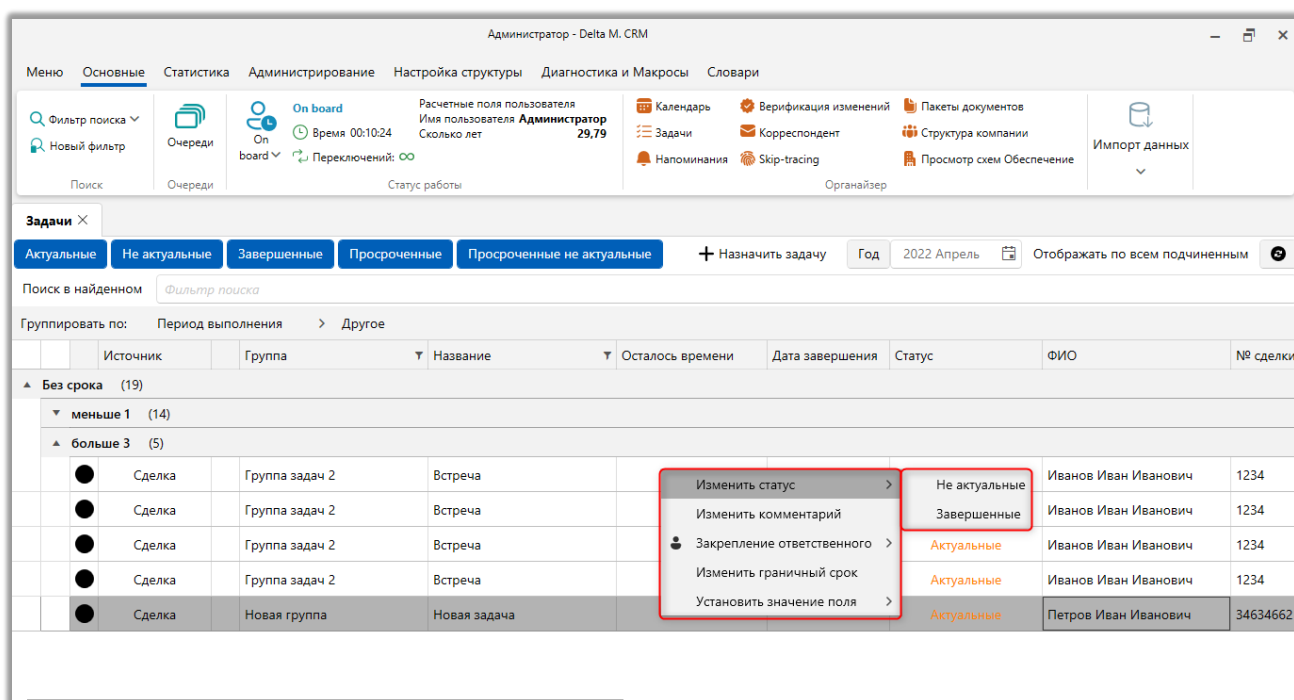 Администратор - Delta M. CRM
Меню Основные Статистика Администрирование Настройка структуры Диагностика и Макросы Словари
Фильтр поиска
Новый фильтр
Поиск
Очереди
Очереди
On board
On board
Время 00:10:24
Переключений:
Расчетные поля пользователя
Имя пользователя Администратор
Сколько лет 29,79
Статус работы
Календарь Верификация изменений Пакеты документов
Задачи Корреспондент Структура компании
Напоминания Skip-tracing Просмотр схем Обеспечение
Органайзер
Импорт данных
Задачи
Актуальные Не актуальные Завершенные Просроченные Просроченные не актуальные Назначить задачу Год 2022 Апрель Отображать по всем подчиненным
Поиск в найденном Фильтр поиска
Группировать по: Период выполнения > Другое
Источник Группа Название Осталось времени Дата завершения Статус ФИО № сделки
Без срока (19)
меньше 1 (14)
больше 3 (5)
Сделка Группа задач 2 Встреча Иванов Иван Иванович 1234
Сделка Группа задач 2 Встреча Иванов Иван Иванович 1234
Сделка Группа задач 2 Встреча Актуальные Иванов Иван Иванович 1234
Сделка Группа задач 2 Встреча Актуальные Иванов Иван Иванович 1234
Сделка Новая группа Новая задача Актуальные Петров Иван Иванович 34634662
Изменить статус >
Изменить комментарий
Закрепление ответственного >
Изменить граничный срок
Установить значение поля >
Не актуальные
Завершенные